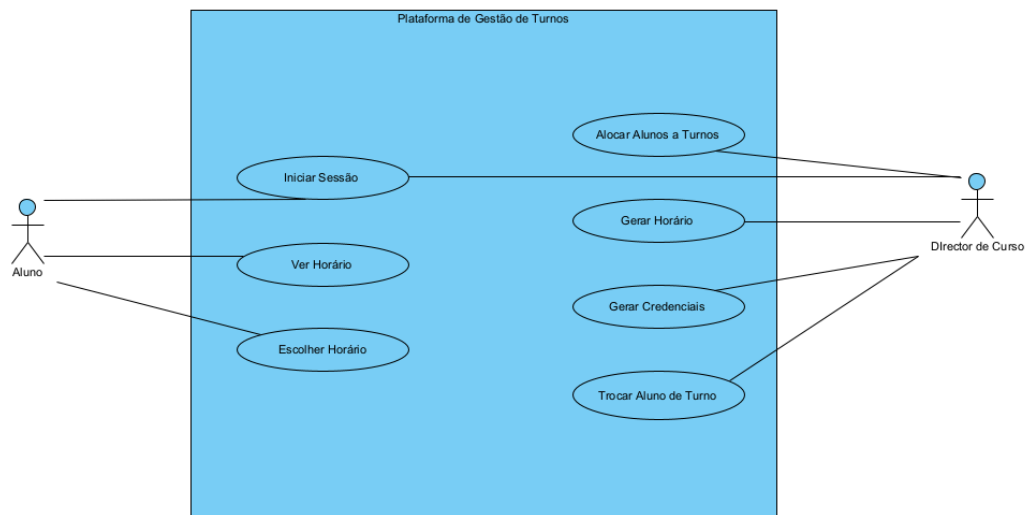 Plataforma de Gestão de Turnos
Alocar Alunos a Turnos
Iniciar Sessão
Gerar Horário
DIrector de Curso
Aluno
Ver Horário
Gerar Credenciais
Escolher Horário
Trocar Aluno de Turno